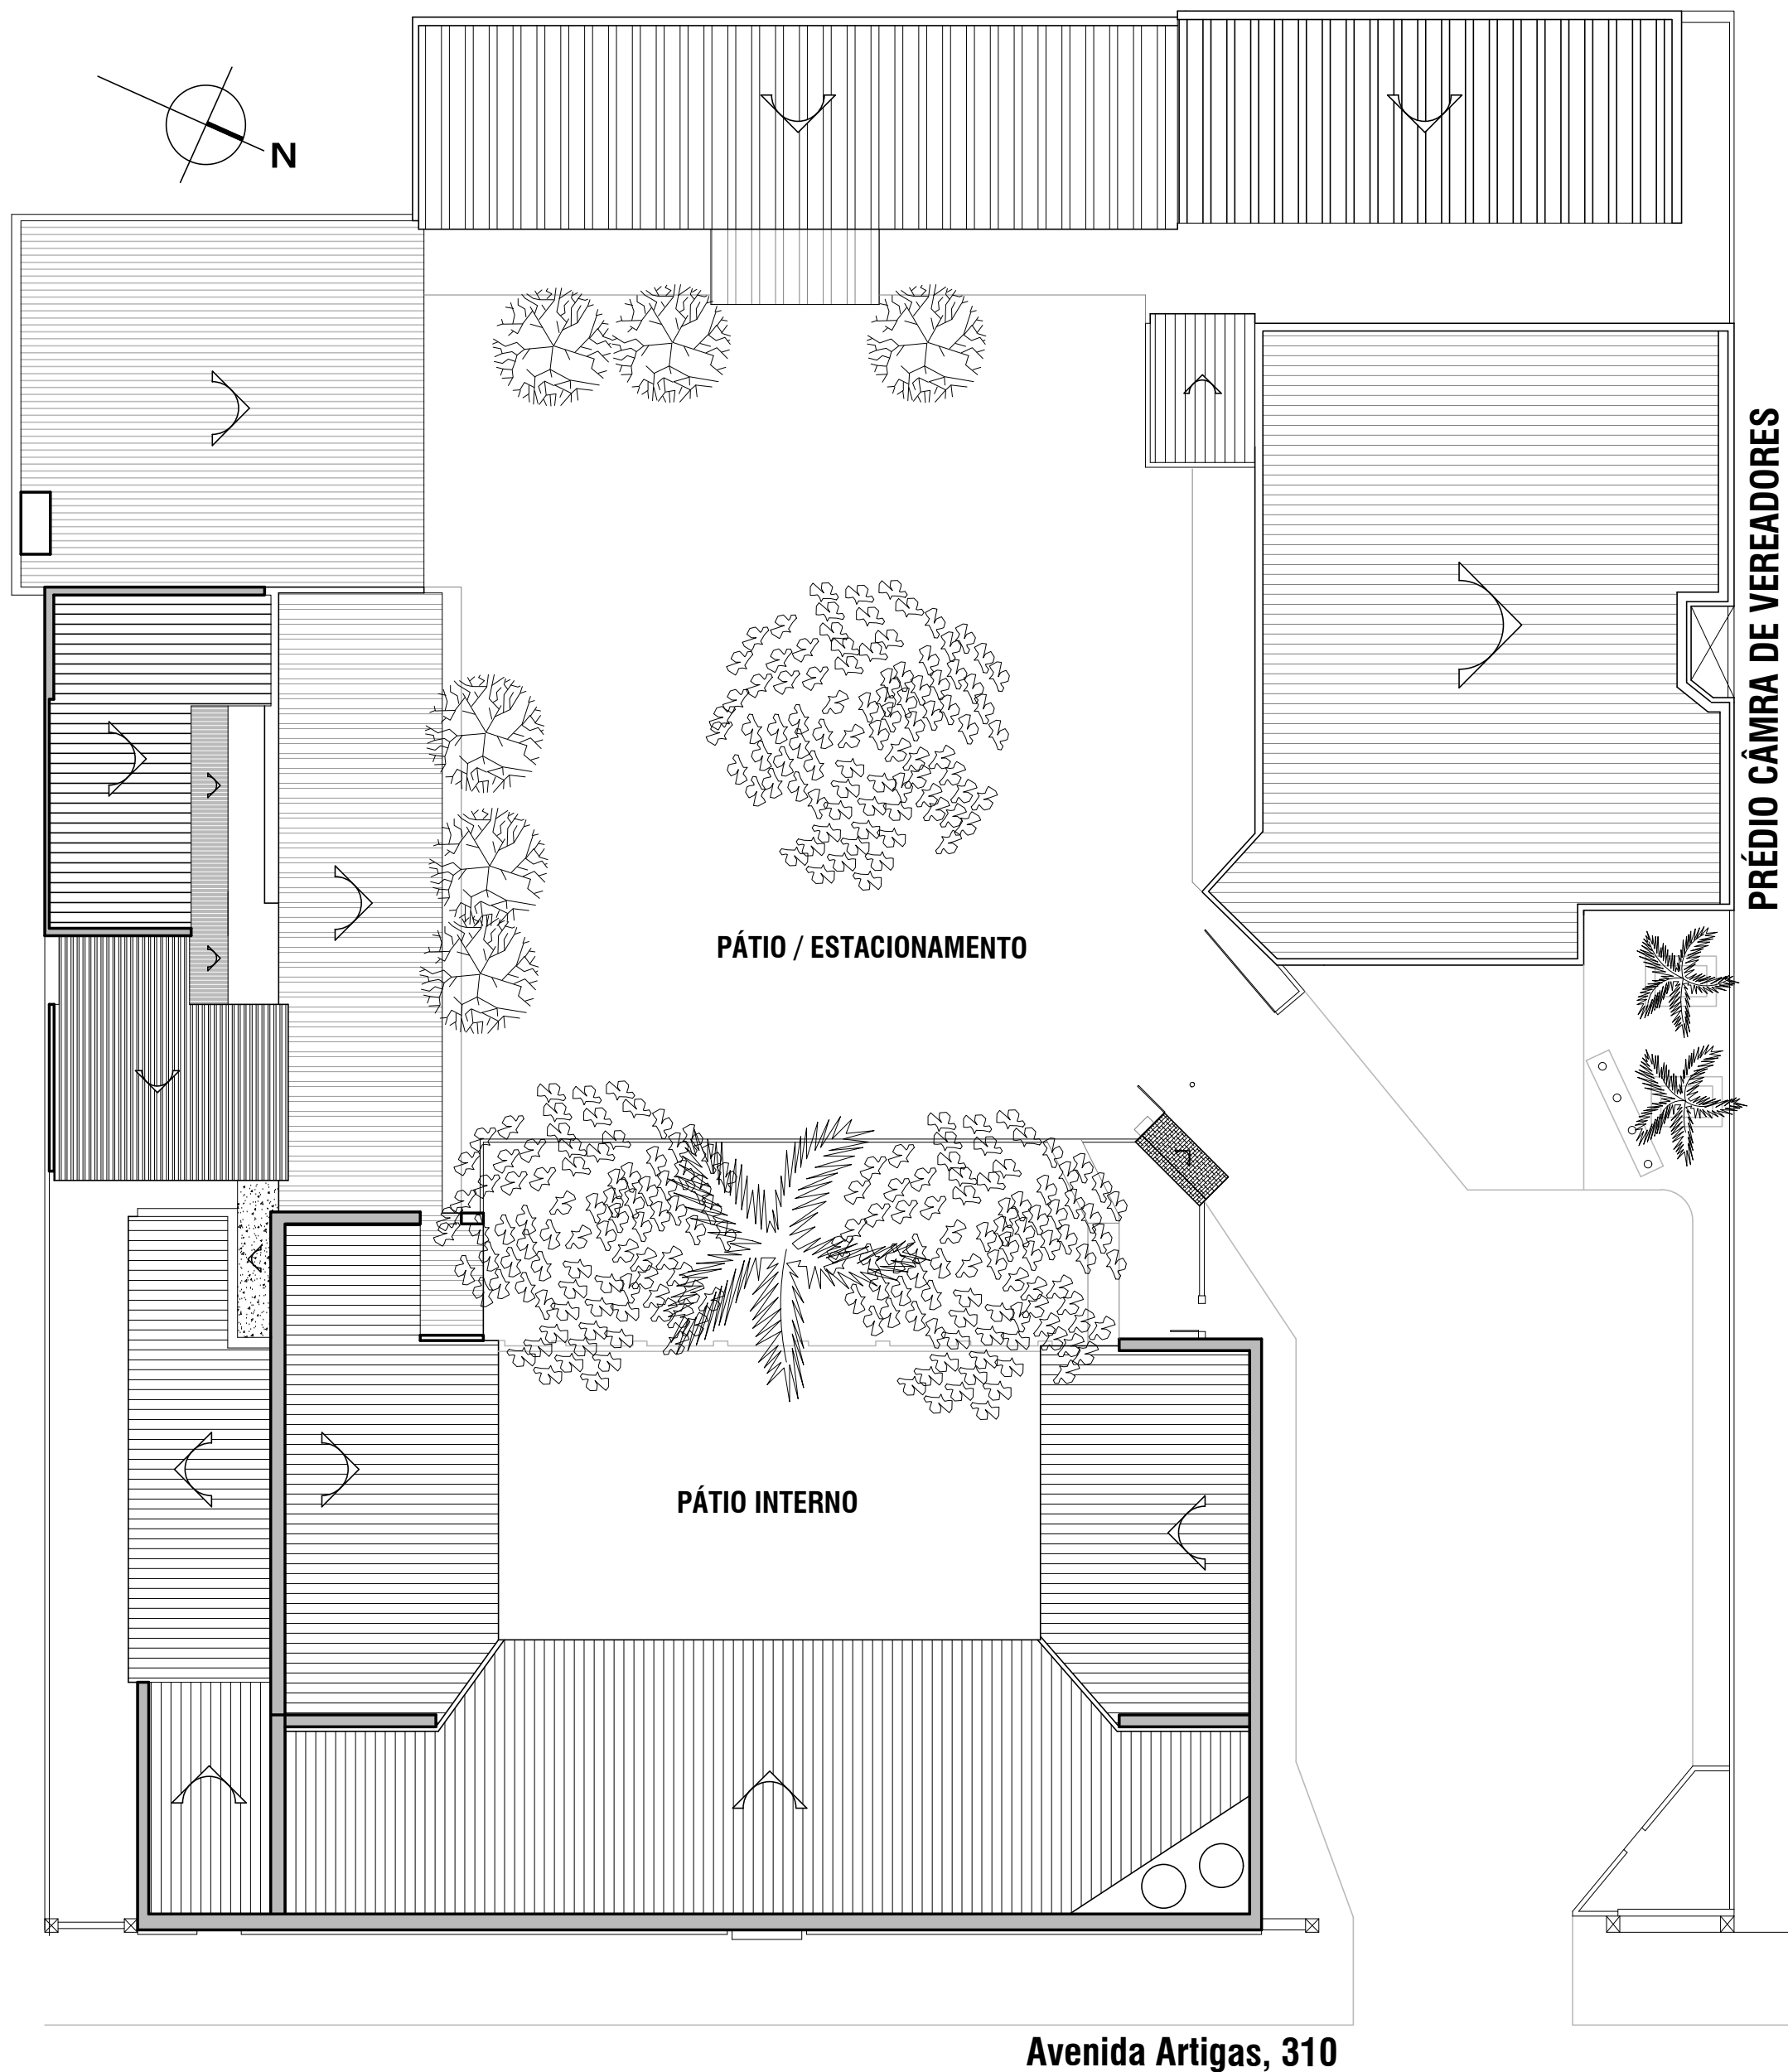 N
PRÉDIO CÂMRA DE VEREADORES
PÁTIO / ESTACIONAMENTO
PÁTIO INTERNO
Avenida Artigas, 310